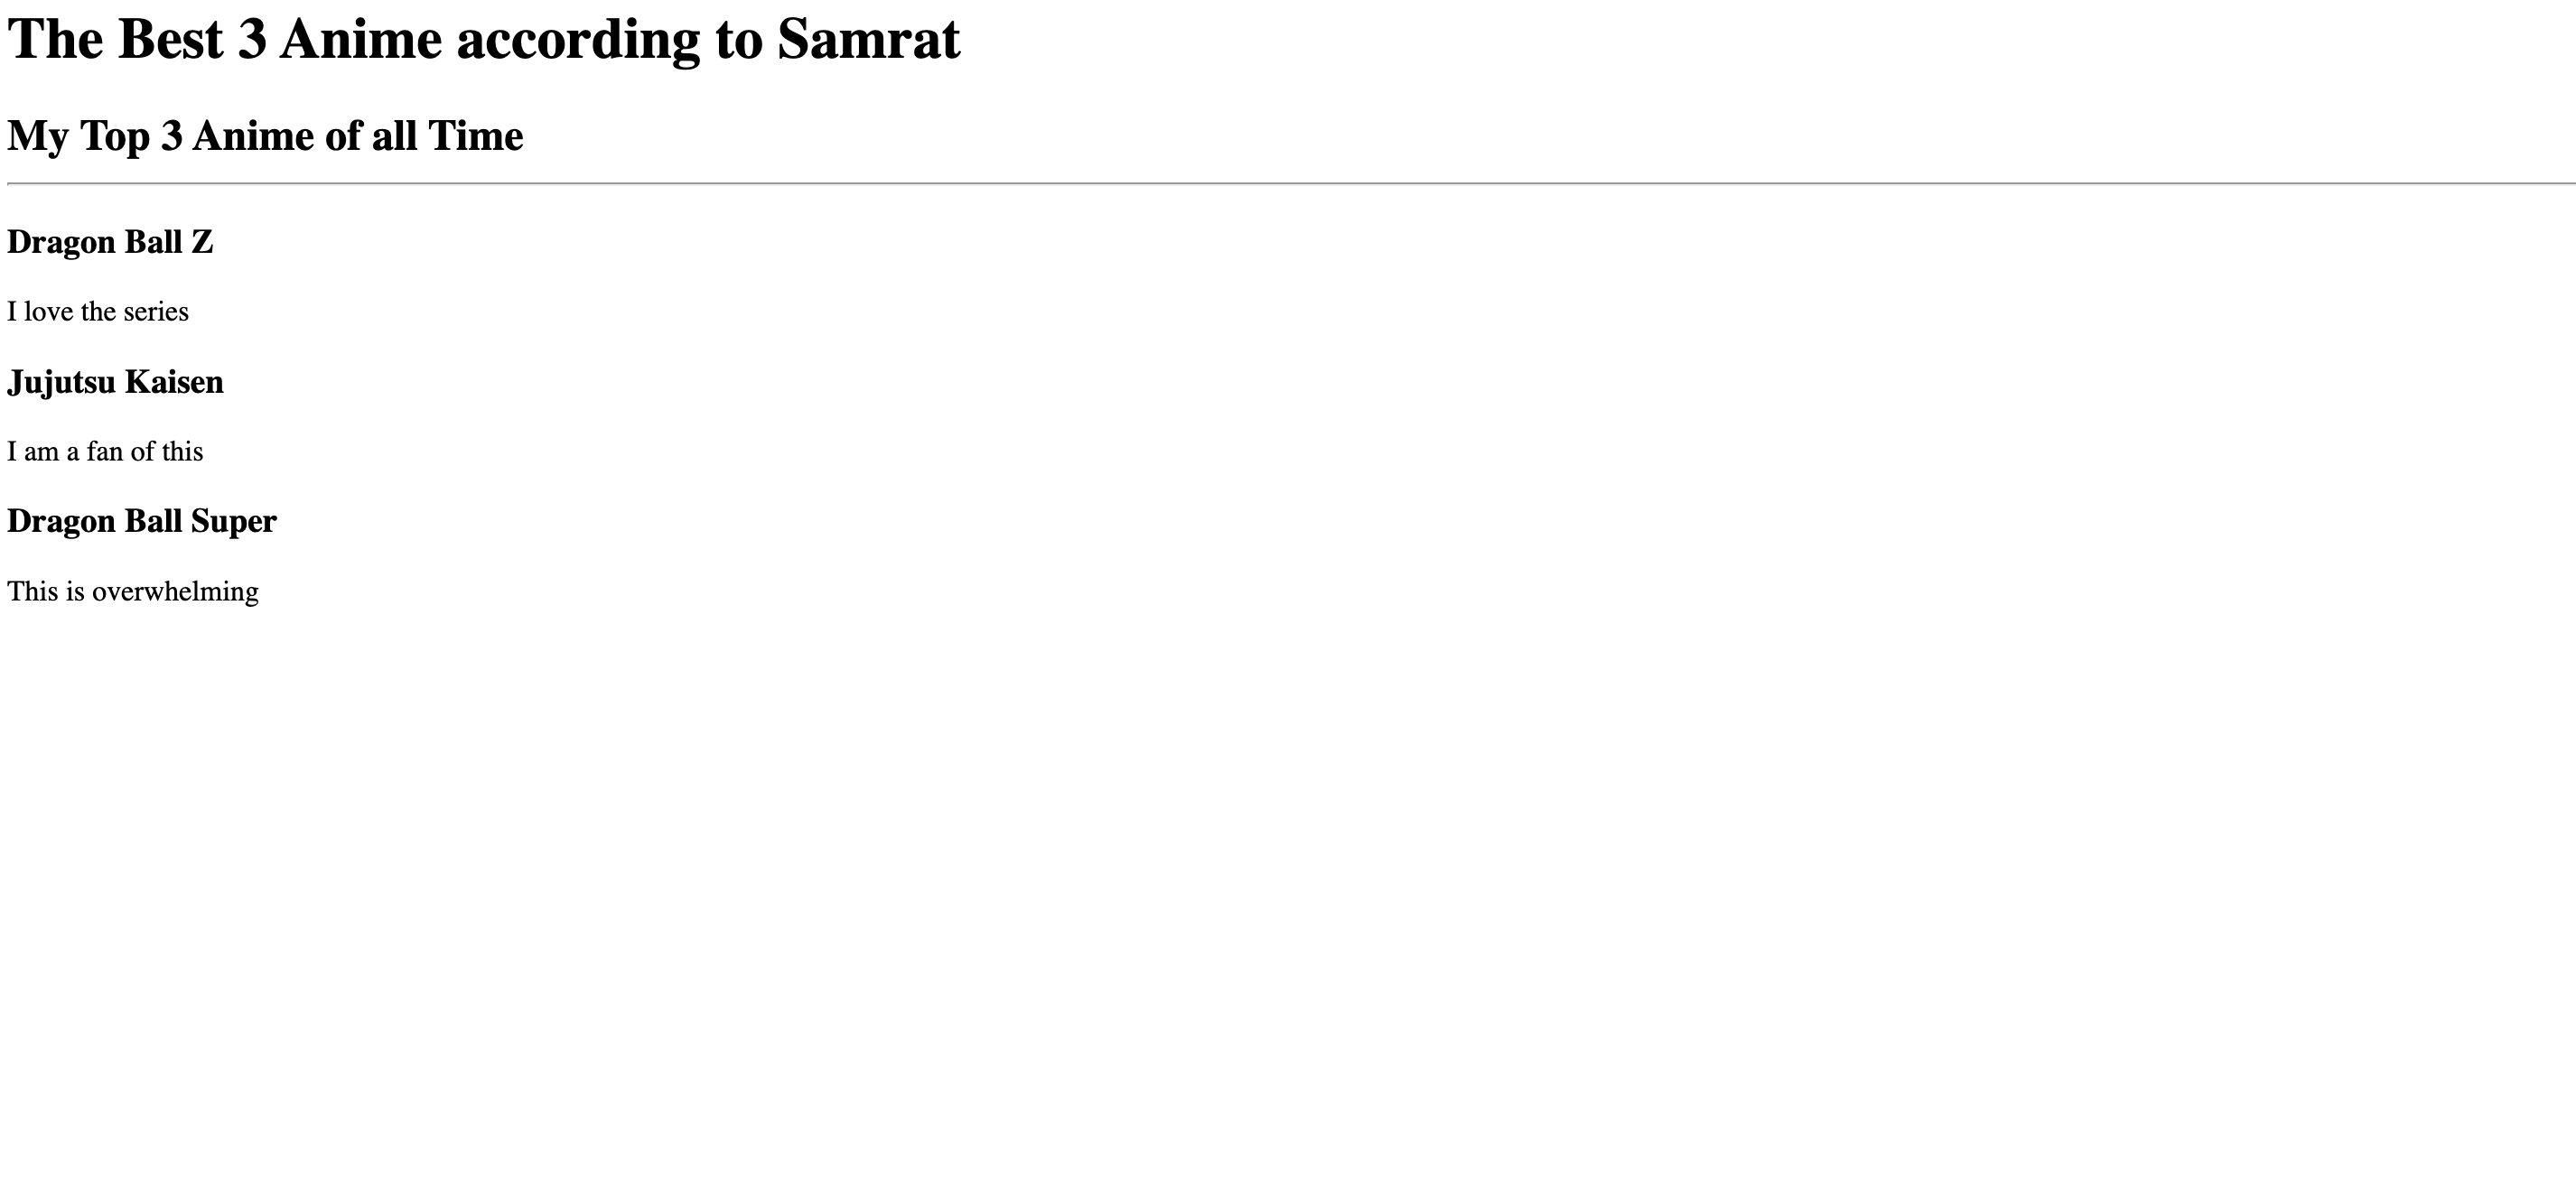 The Best 3 Anime according to Samrat
My Top 3 Anime of all Time
Dragon Ball Z
I love the series
Jujutsu Kaisen
I am a fan of this
Dragon Ball Super
This is overwhelming